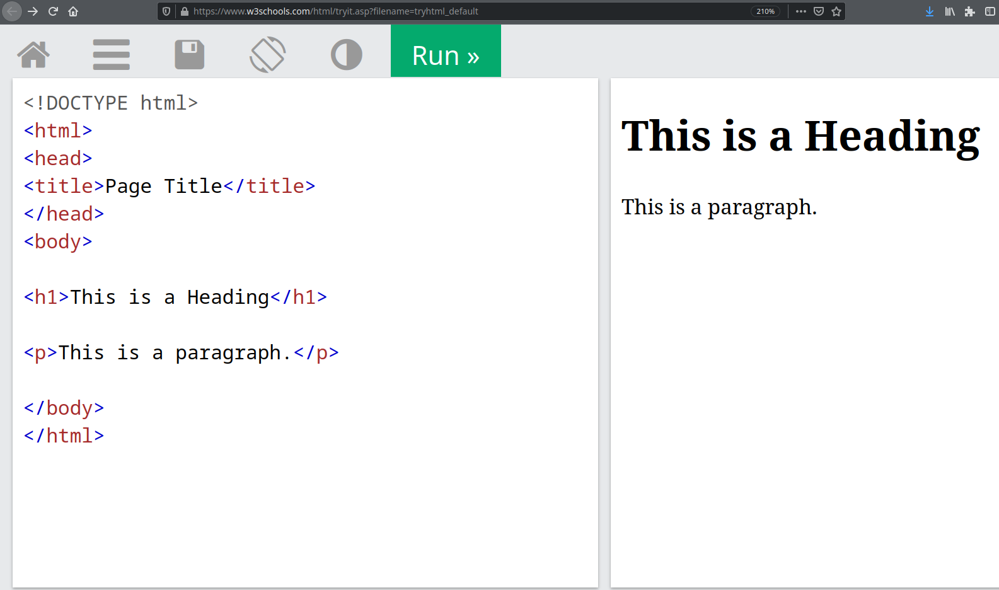 https://www.w3schools.com/html/tryit.asp?filename=tryhtml_default
210%
Run »
<!DOCTYPE html>
<html>
<head>
<title>Page Title</title>
</head>
<body>
<h1>This is a Heading</h1>
<p>This is a paragraph.</p>
</body>
</html>
This is a Heading
This is a paragraph.